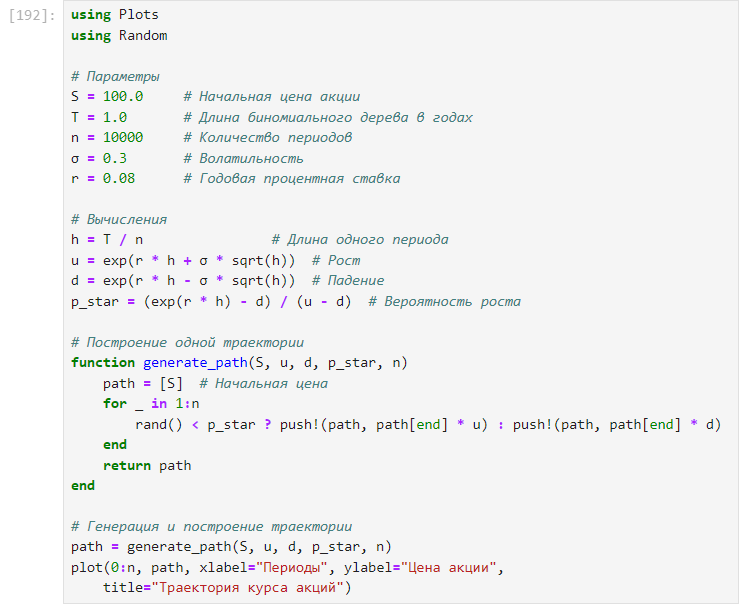 [192]: using Plots
using Random
# Параметры
S = 100.0     # Начальная цена акции
T = 1.0       # Длина биномиального дерева в годах
n = 10000     # Количество периодов
σ = 0.3       # Волатильность
r = 0.08      # Годовая процентная ставка
# Вычисления
h = T / n                # Длина одного периода
u = exp(r * h + σ * sqrt(h))  # Рост
d = exp(r * h - σ * sqrt(h))  # Падение
p_star = (exp(r * h) - d) / (u - d)  # Вероятность роста
# Построение одной траектории
function generate_path(S, u, d, p_star, n)
    path = [S]  # Начальная цена
    for _ in 1:n
        rand() < p_star ? push!(path, path[end] * u) : push!(path, path[end] * d)
    end
    return path
end
# Генерация и построение траектории
path = generate_path(S, u, d, p_star, n)
plot(0:n, path, xlabel="Периоды", ylabel="Цена акции",
    title="Траектория курса акций")